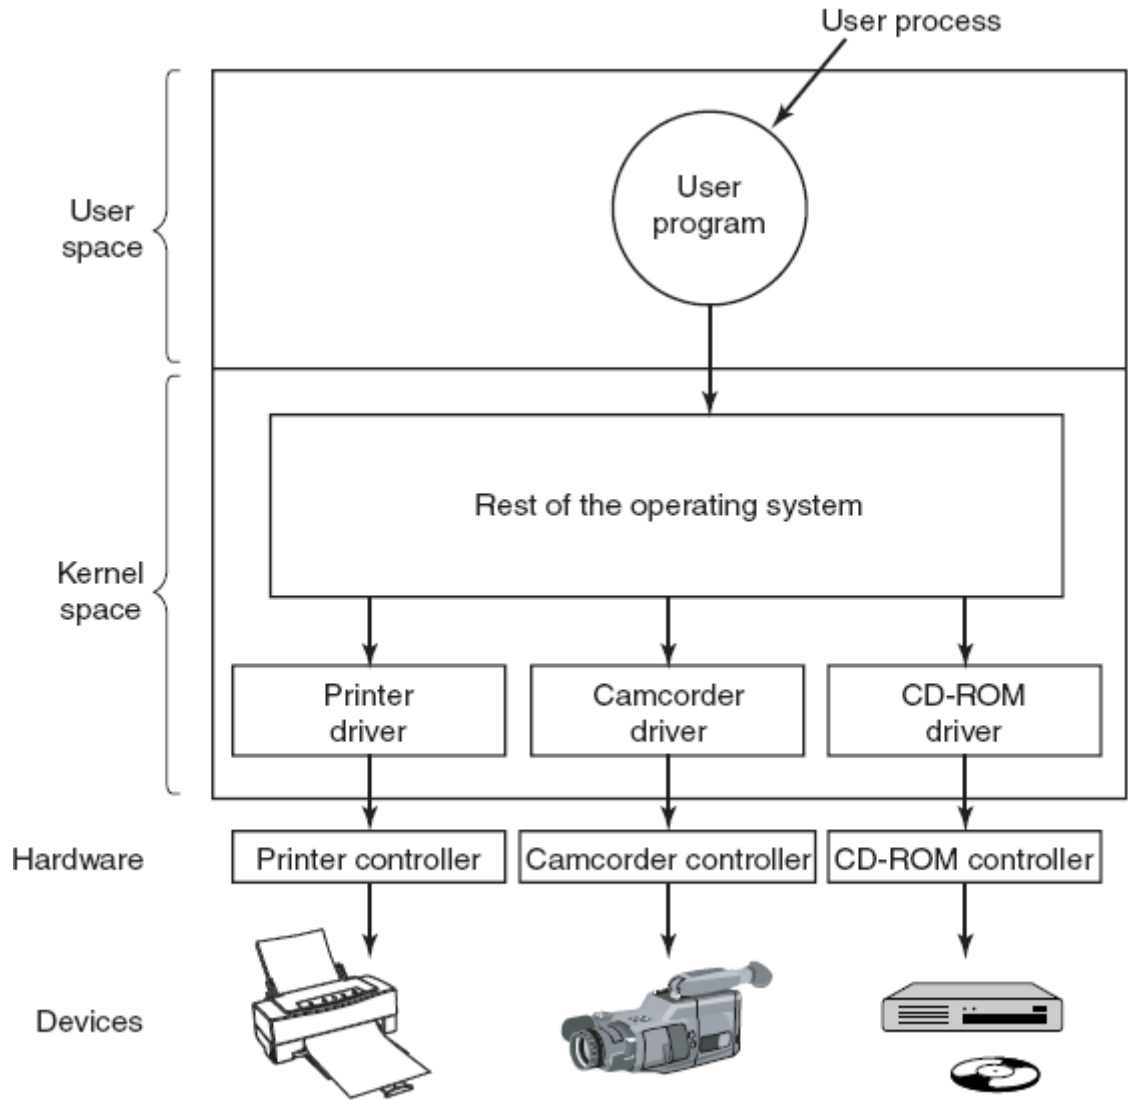 User process
User
program
User
space
Rest of the operating system
Kernel
space
Printer
driver
Camcorder
driver
CD-ROM
driver
Hardware
Printer controller
Camcorder controller
CD-ROM controller
Devices